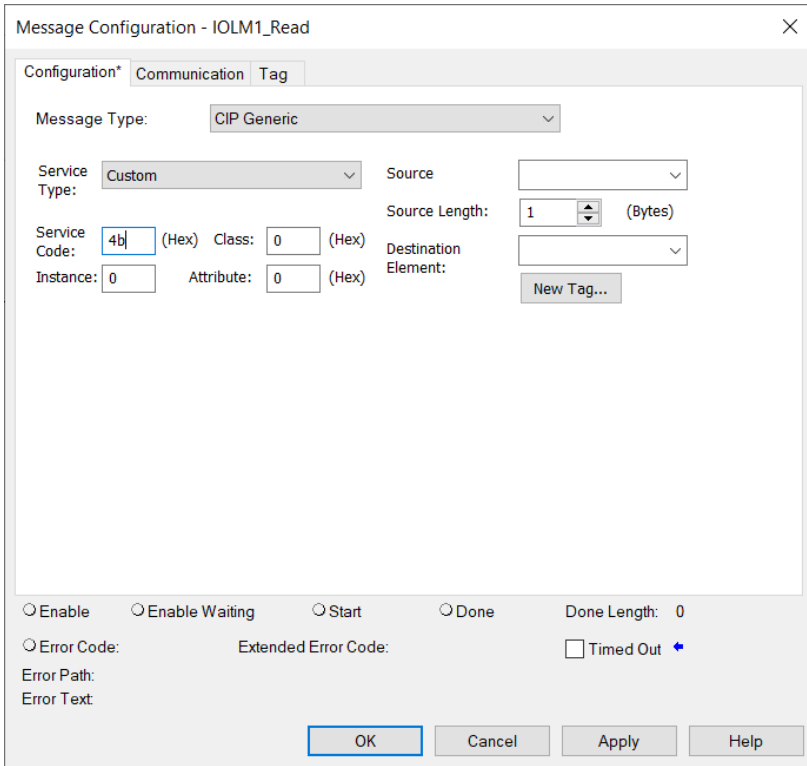 Message Configuration - IOLM1_Read
Configuration* Communication Tag
Message Type: CIP Generic
Service Type: Custom
Source
Source Length: 1 (Bytes)
Service Code: 4b (Hex) Class: 0 (Hex)
Destination Element:
Instance: 0 Attribute: 0 (Hex)
New Tag...
Enable Enable Waiting Start Done Done Length: 0
Error Code: Extended Error Code: Timed Out
Error Path:
Error Text:
OK Cancel Apply Help